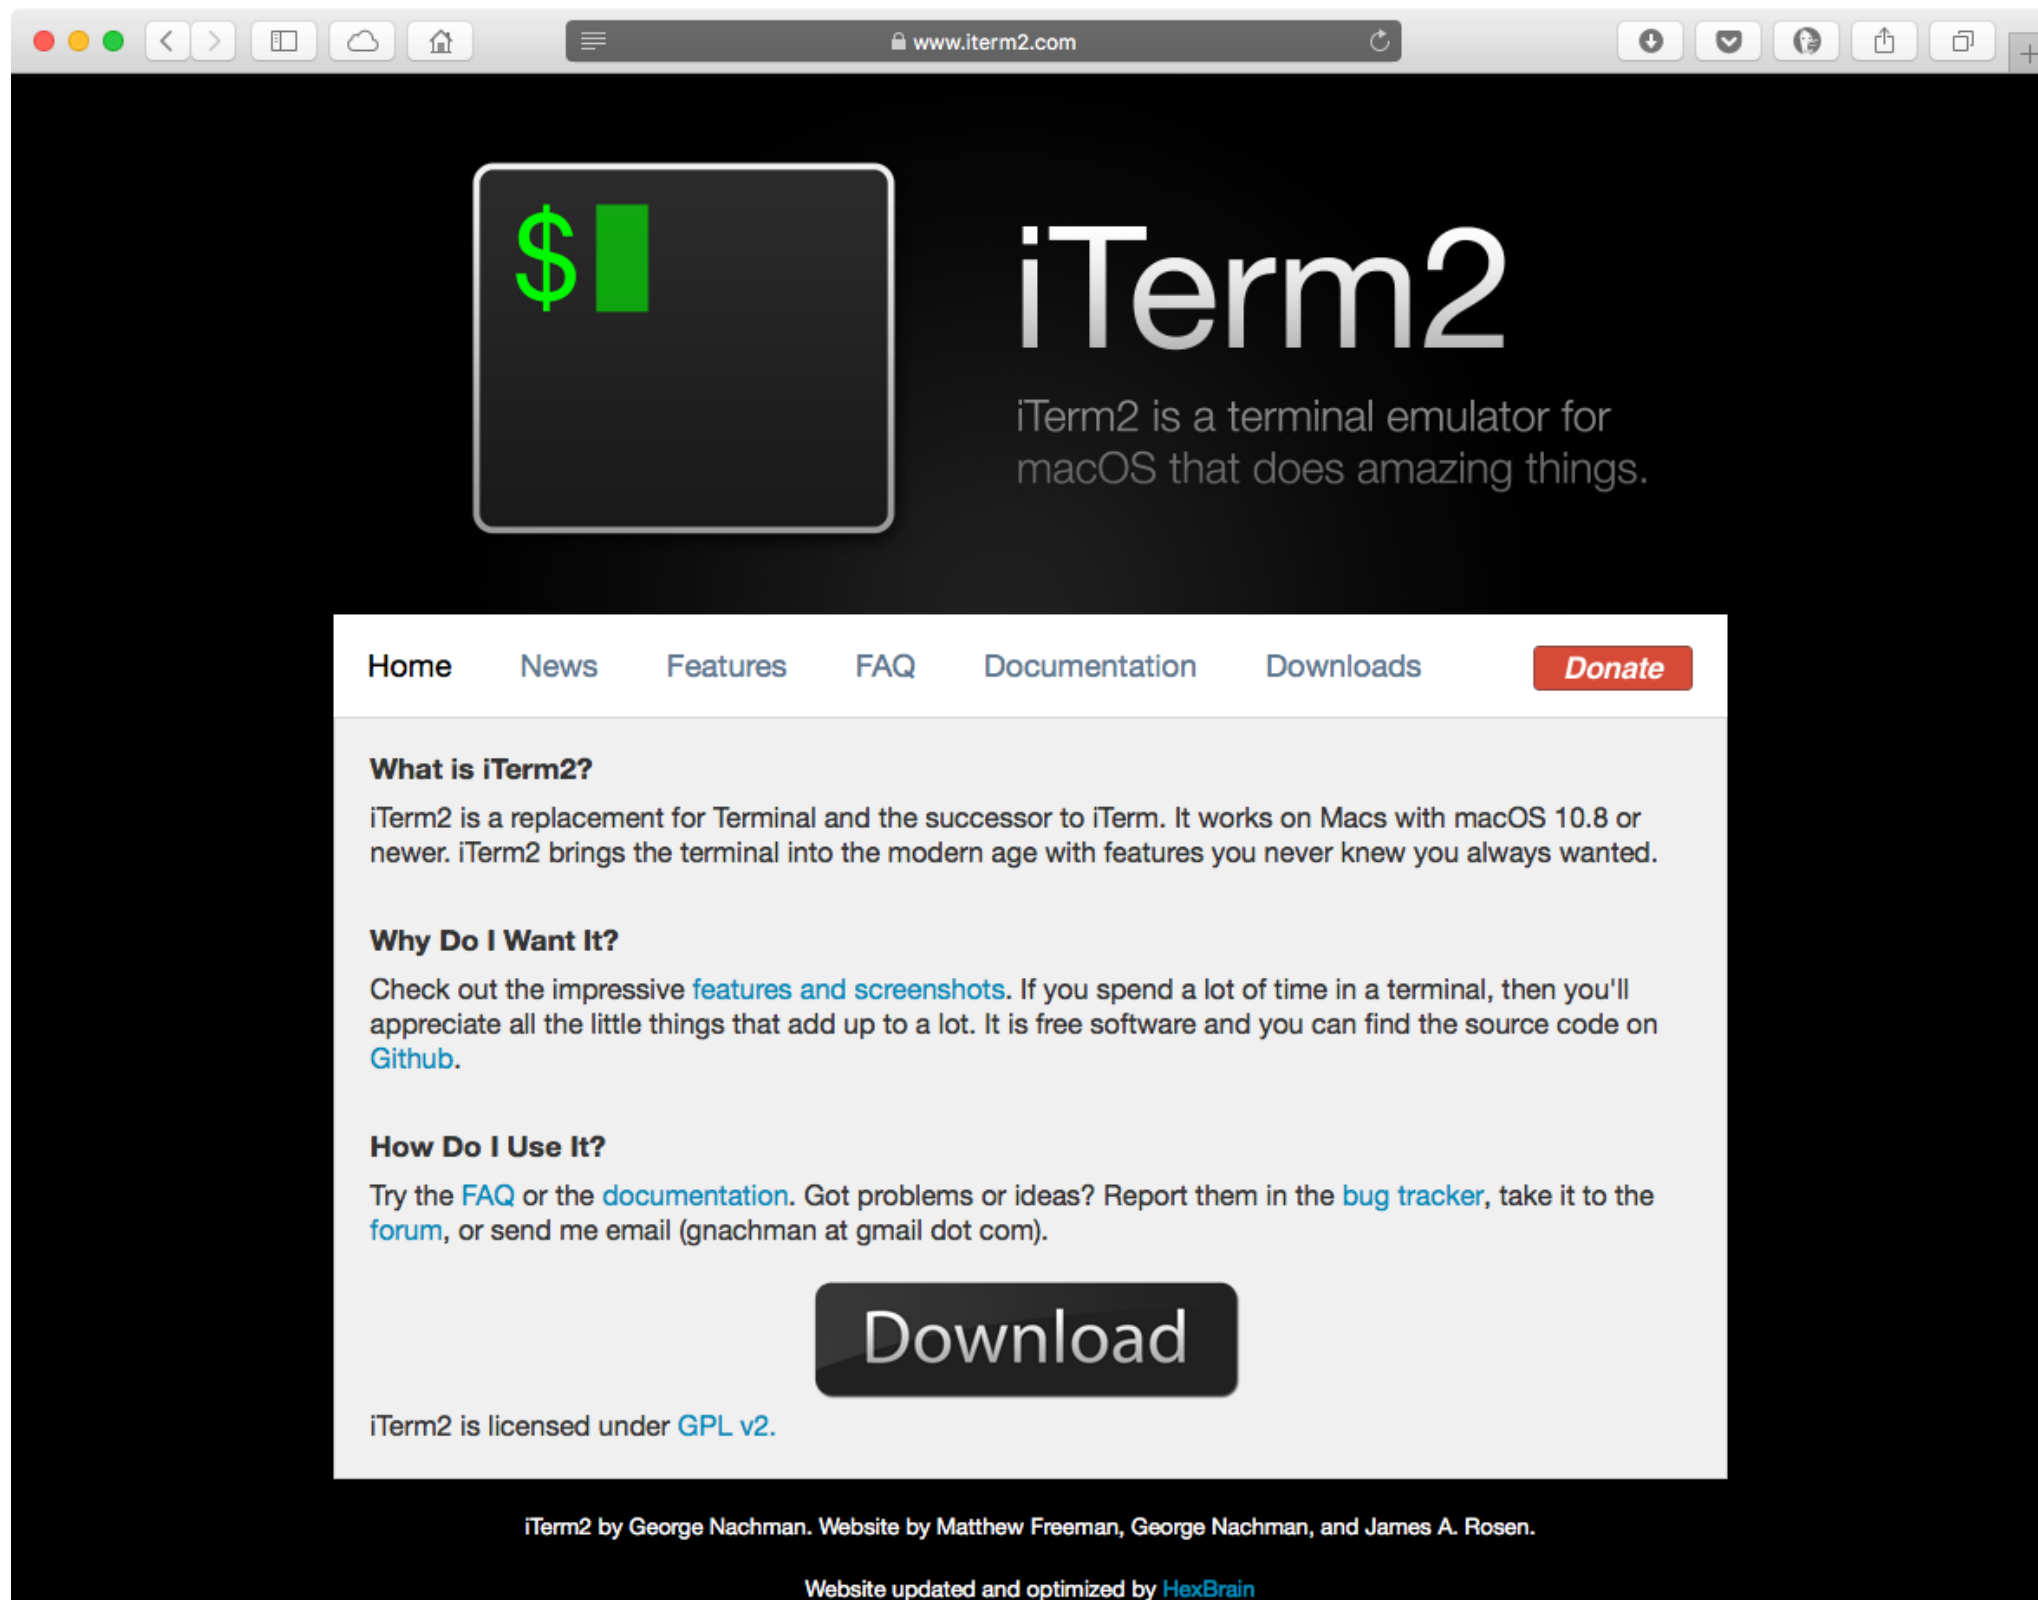 www.iterm2.com
$
iTerm2
iTerm2 is a terminal emulator for
macOS that does amazing things.
Home News Features FAQ Documentation Downloads Donate
What is iTerm2?
iTerm2 is a replacement for Terminal and the successor to iTerm. It works on Macs with macOS 10.8 or
newer. iTerm2 brings the terminal into the modern age with features you never knew you always wanted.
Why Do I Want It?
Check out the impressive features and screenshots. If you spend a lot of time in a terminal, then you'll
appreciate all the little things that add up to a lot. It is free software and you can find the source code on
Github.
How Do I Use It?
Try the FAQ or the documentation. Got problems or ideas? Report them in the bug tracker, take it to the
forum, or send me email (gnachman at gmail dot com).
Download
iTerm2 is licensed under GPL v2.
iTerm2 by George Nachman. Website by Matthew Freeman, George Nachman, and James A. Rosen.
Website updated and optimized by HexBrain